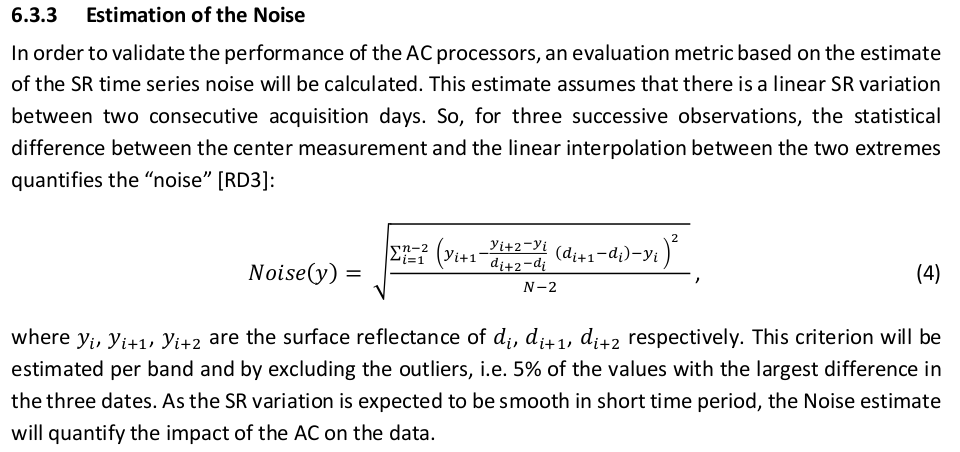 6.3.3 Estimation of the Noise
In order to validate the performance of the AC processors, an evaluation metric based on the estimate
of the SR time series noise will be calculated. This estimate assumes that there is a linear SR variation
between two consecutive acquisition days. So, for three successive observations, the statistical
difference between the center measurement and the linear interpolation between the two extremes
quantifies the “noise” [RD3]:
$Noise(y) = \sqrt{\frac{\sum_{i=1}^{n-2} \left( y_{i+1} - \frac{y_{i+2} - y_i}{d_{i+2} - d_i} (d_{i+1} - d_i) - y_i \right)^2}{N-2}},$ (4)
where $y_i$, $y_{i+1}$, $y_{i+2}$ are the surface reflectance of $d_i$, $d_{i+1}$, $d_{i+2}$ respectively. This criterion will be
estimated per band and by excluding the outliers, i.e. 5% of the values with the largest difference in
the three dates. As the SR variation is expected to be smooth in short time period, the Noise estimate
will quantify the impact of the AC on the data.